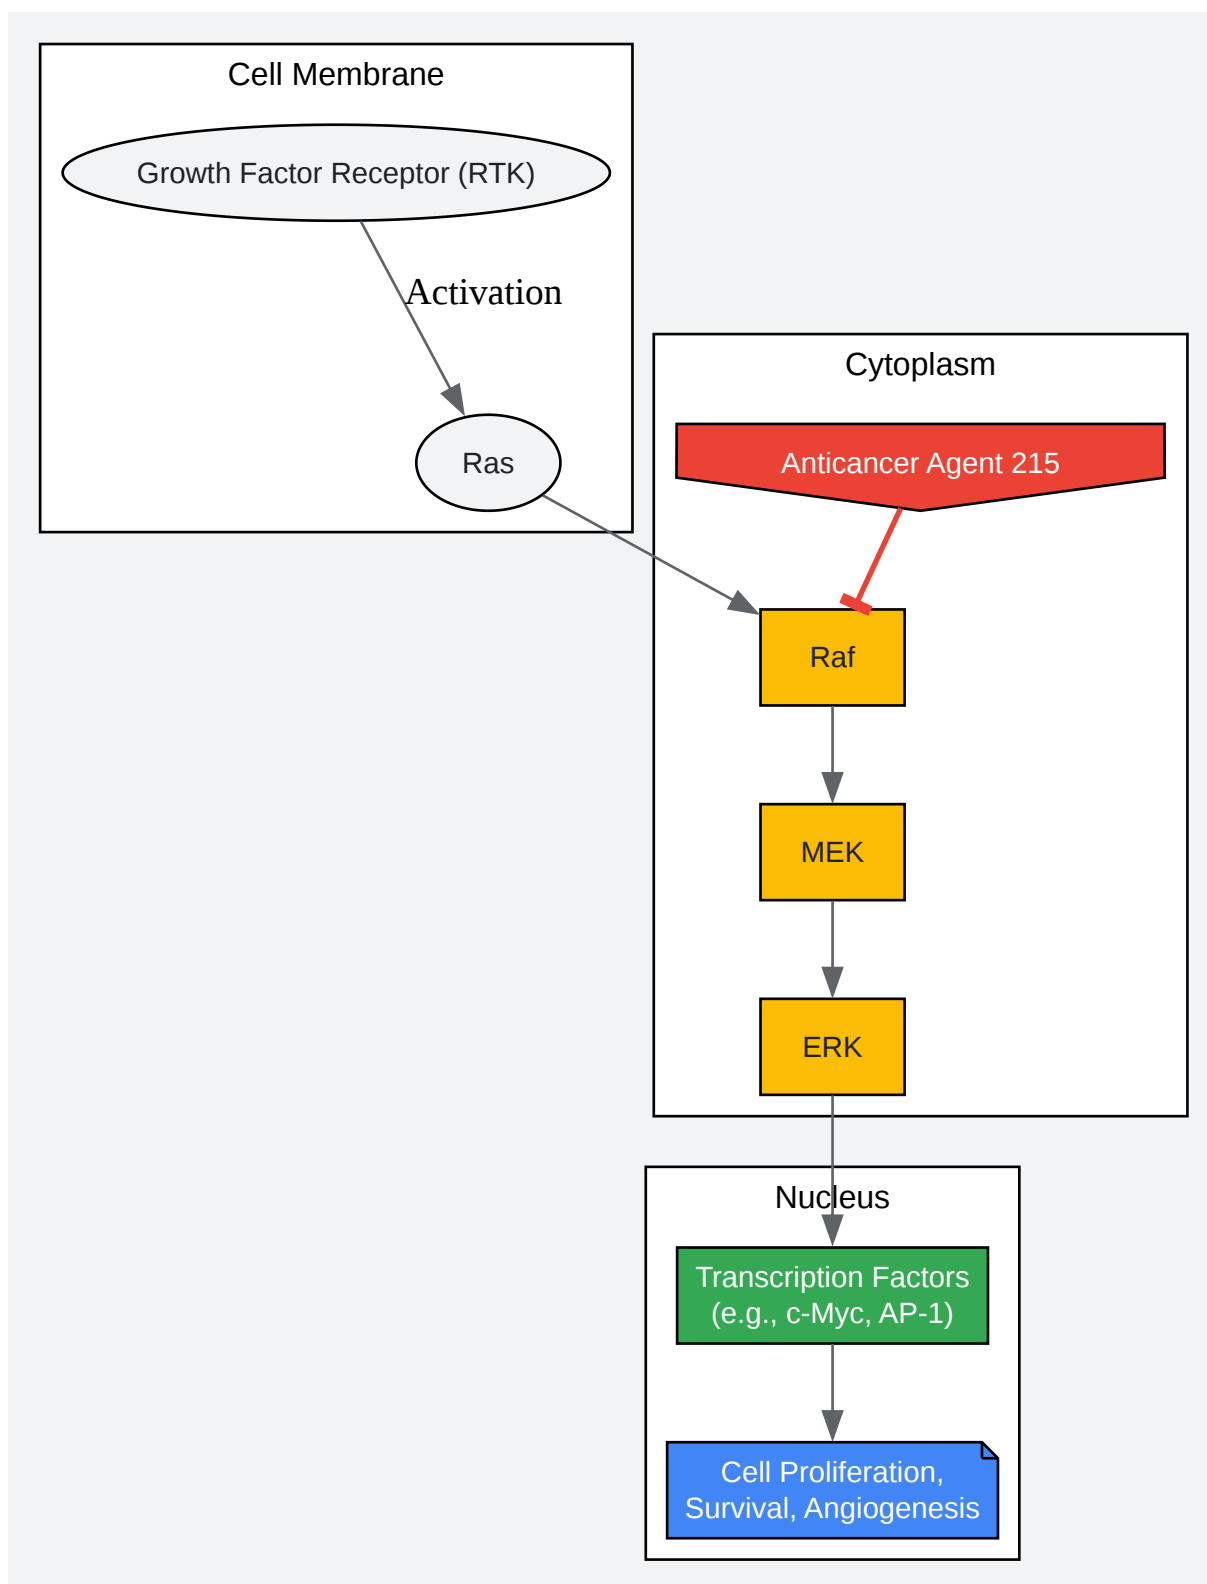 Cell Membrane
Growth Factor Receptor (RTK)
Activation
Ras
Cytoplasm
Anticancer Agent 215
Raf
MEK
ERK
Nucleus
Transcription Factors
(e.g., c-Myc, AP-1)
Cell Proliferation,
Survival, Angiogenesis